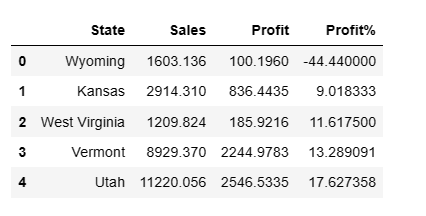 State Sales Profit Profit%
0 Wyoming 1603.136 100.1960 -44.440000
1 Kansas 2914.310 836.4435 9.018333
2 West Virginia 1209.824 185.9216 11.617500
3 Vermont 8929.370 2244.9783 13.289091
4 Utah 11220.056 2546.5335 17.627358